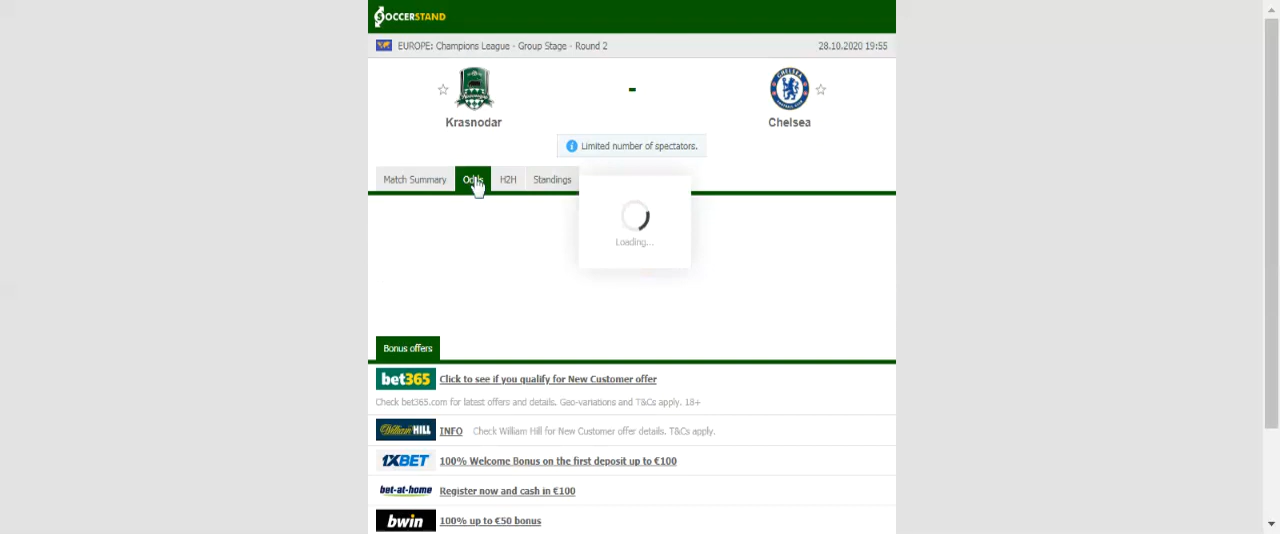 SOCCERSTAND
EUROPE: Champions League - Group Stage - Round 2
28.10.2020 19:55
-
Krasnodar
Chelsea
Limited number of spectators.
Match Summary
Odds
H2H
Standings
Loading...
Bonus offers
bet365 Click to see if you qualify for New Customer offer
Check bet365.com for latest offers and details. Geo-variations and T&Cs apply. 18+
William HILL INFO Check William Hill for New Customer offer details. T&Cs apply.
1XBET 100% Welcome Bonus on the first deposit up to €100
bet-at-home Register now and cash in €100
bwin 100% up to €50 bonus